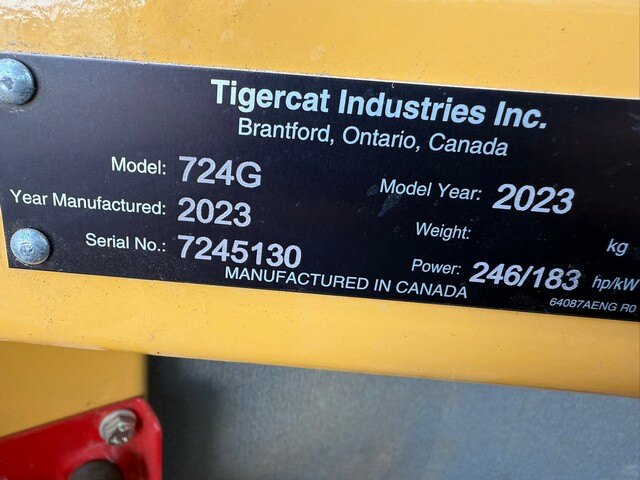 Tigercat Industries Inc.
Brantford, Ontario, Canada
Model: 724G
Model Year: 2023
Year Manufactured: 2023
Weight: kg
Serial No.: 7245130
Power: 246/183 hp/kW
MANUFACTURED IN CANADA
64087AENG R0